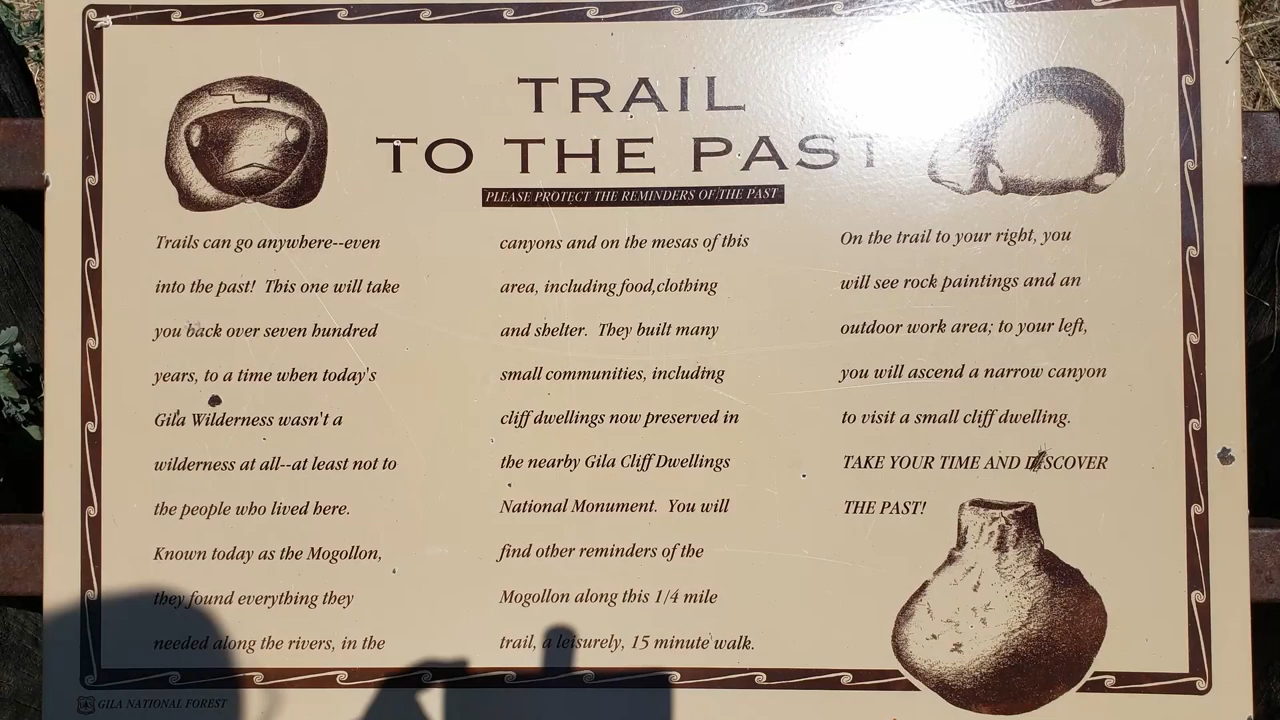 TRAIL
TO THE PAST
PLEASE PROTECT THE REMINDERS OF THE PAST
Trails can go anywhere--even
into the past! This one will take
you back over seven hundred
years, to a time when today's
Gila Wilderness wasn't a
wilderness at all--at least not to
the people who lived here.
Known today as the Mogollon,
they found everything they
needed along the rivers, in the
canyons and on the mesas of this
area, including food,clothing
and shelter. They built many
small communities, including
cliff dwellings now preserved in
the nearby Gila Cliff Dwellings
National Monument. You will
find other reminders of the
Mogollon along this 1/4 mile
trail, a leisurely, 15 minute walk.
On the trail to your right, you
will see rock paintings and an
outdoor work area; to your left,
you will ascend a narrow canyon
to visit a small cliff dwelling.
TAKE YOUR TIME AND DISCOVER
THE PAST!
GILA NATIONAL FOREST